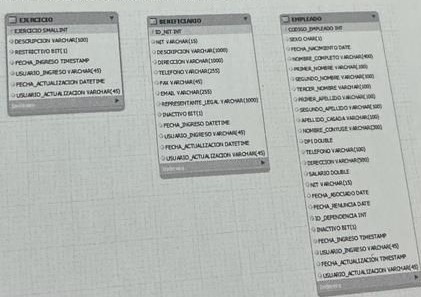 EJERCICIO
EJERCICIO SMALLINT
DESCRIPCION VARCHAR(100)
RESTRICTIVO BIT(1)
FECHA_INGRESO TIMESTAMP
USUARIO_INGRESO VARCHAR(45)
FECHA_ACTUALIZACION DATETIME
USUARIO_ACTUALIZACION VARCHAR(45)
Indexes
BENEFICIARIO
ID_NIT INT
NIT VARCHAR(15)
DESCRIPCION VARCHAR(1000)
DIRECCION VARCHAR(1000)
TELEFONO VARCHAR(255)
FAX VARCHAR(45)
EMAIL VARCHAR(255)
REPRESENTANTE_LEGAL VARCHAR(1000)
INACTIVO BIT(1)
FECHA_INGRESO DATETIME
USUARIO_INGRESO VARCHAR(45)
FECHA_ACTUALIZACION DATETIME
USUARIO_ACTUALIZACION VARCHAR(45)
Indexes
EMPLEADO
CODIGO_EMPLEADO INT
SEXO CHAR(1)
FECHA_NACIMIENTO DATE
NOMBRE_COMPLETO VARCHAR(400)
PRIMER_NOMBRE VARCHAR(100)
SEGUNDO_NOMBRE VARCHAR(100)
TERCER_NOMBRE VARCHAR(100)
PRIMER_APELLIDO VARCHAR(100)
SEGUNDO_APELLIDO VARCHAR(100)
APELLIDO_CASADA VARCHAR(100)
NOMBRE_CONYUGE VARCHAR(300)
DPI DOUBLE
TELEFONO VARCHAR(100)
DIRECCION VARCHAR(500)
SALARIO DOUBLE
NIT VARCHAR(15)
FECHA_ASOCIADO DATE
FECHA_RENUNCIA DATE
ID_DEPENDENCIA INT
INACTIVO BIT(1)
FECHA_INGRESO TIMESTAMP
USUARIO_INGRESO VARCHAR(45)
FECHA_ACTUALIZACIÓN TIMESTAMP
USUARIO_ACTUALIZACION VARCHAR(45)
Indexes